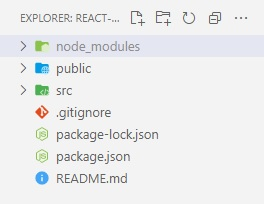 EXPLORER: REACT-...
node_modules
public
src
.gitignore
package-lock.json
package.json
README.md